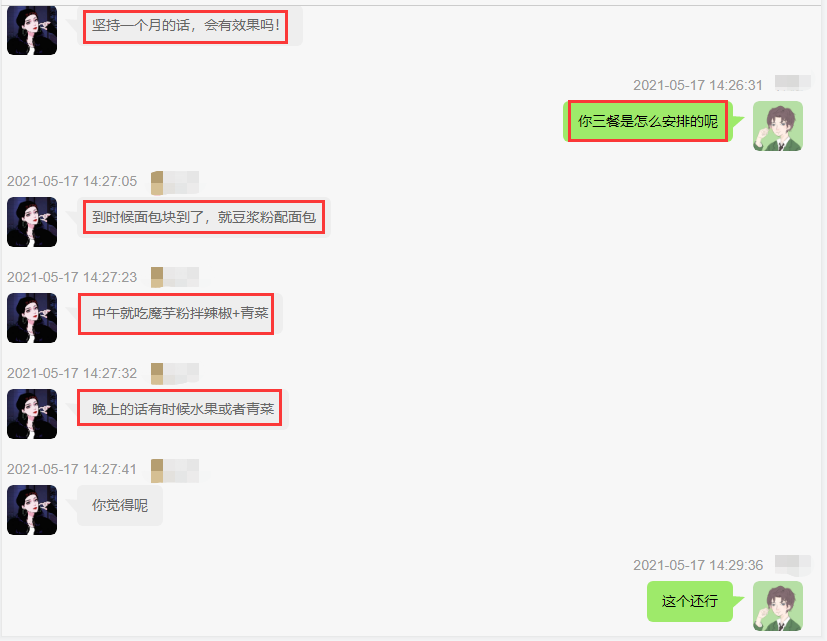 坚持一个月的话，会有效果吗！
2021-05-17 14:26:31
你三餐是怎么安排的呢
2021-05-17 14:27:05
到时候面包块到了，就豆浆粉配面包
2021-05-17 14:27:23
中午就吃魔芋粉拌辣椒+青菜
2021-05-17 14:27:32
晚上的话有时候水果或者青菜
2021-05-17 14:27:41
你觉得呢
2021-05-17 14:29:36
这个还行